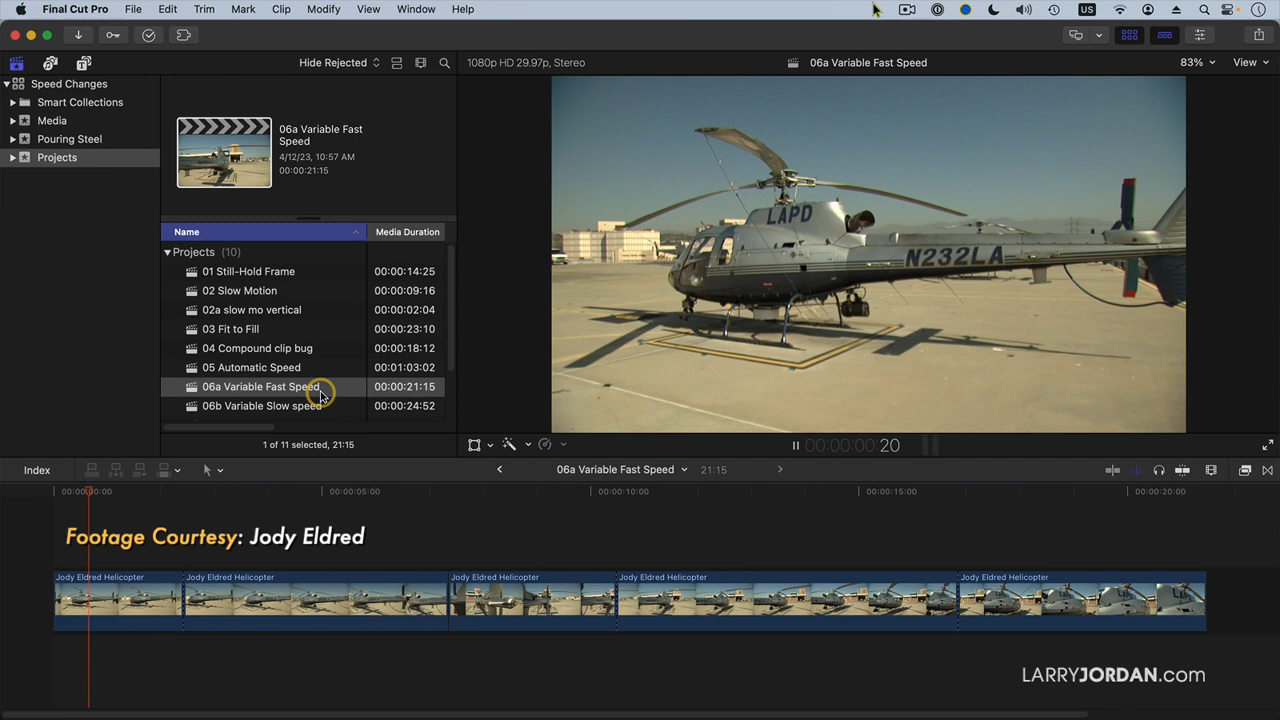 Final Cut Pro File Edit Trim Mark Clip Modify View Window Help US
Hide Rejected 1080p HD 29.97p, Stereo 06a Variable Fast Speed 83% View
Speed Changes
Smart Collections
Media
Pouring Steel
Projects
06a Variable Fast
Speed
4/12/23, 10:57 AM
00:00:21:15
Name Media Duration
Projects (10)
01 Still-Hold Frame 00:00:14:25
02 Slow Motion 00:00:09:16
02a slow mo vertical 00:00:02:04
03 Fit to Fill 00:00:23:10
04 Compound clip bug 00:00:18:12
05 Automatic Speed 00:01:03:02
06a Variable Fast Speed 00:00:21:15
06b Variable Slow speed 00:00:24:52
1 of 11 selected, 21:15
LAPD
N232LA
00:00:00:20
Index 06a Variable Fast Speed 21:15
00:00:00:00 00:00:05:00 00:00:10:00 00:00:15:00 00:00:20:00
Footage Courtesy: Jody Eldred
Jody Eldred Helicopter Jody Eldred Helicopter Jody Eldred Helicopter Jody Eldred Helicopter Jody Eldred Helicopter
LARRYJORDAN.com